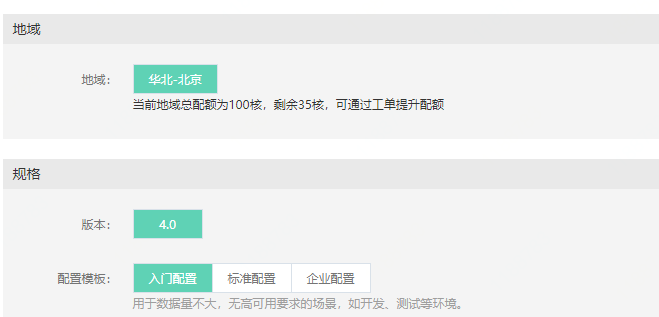 地域
地域： 华北-北京
当前地域总配额为100核，剩余35核，可通过工单提升配额
规格
版本： 4.0
配置模板： 入门配置 标准配置 企业配置
用于数据量不大，无高可用要求的场景，如开发、测试等环境。